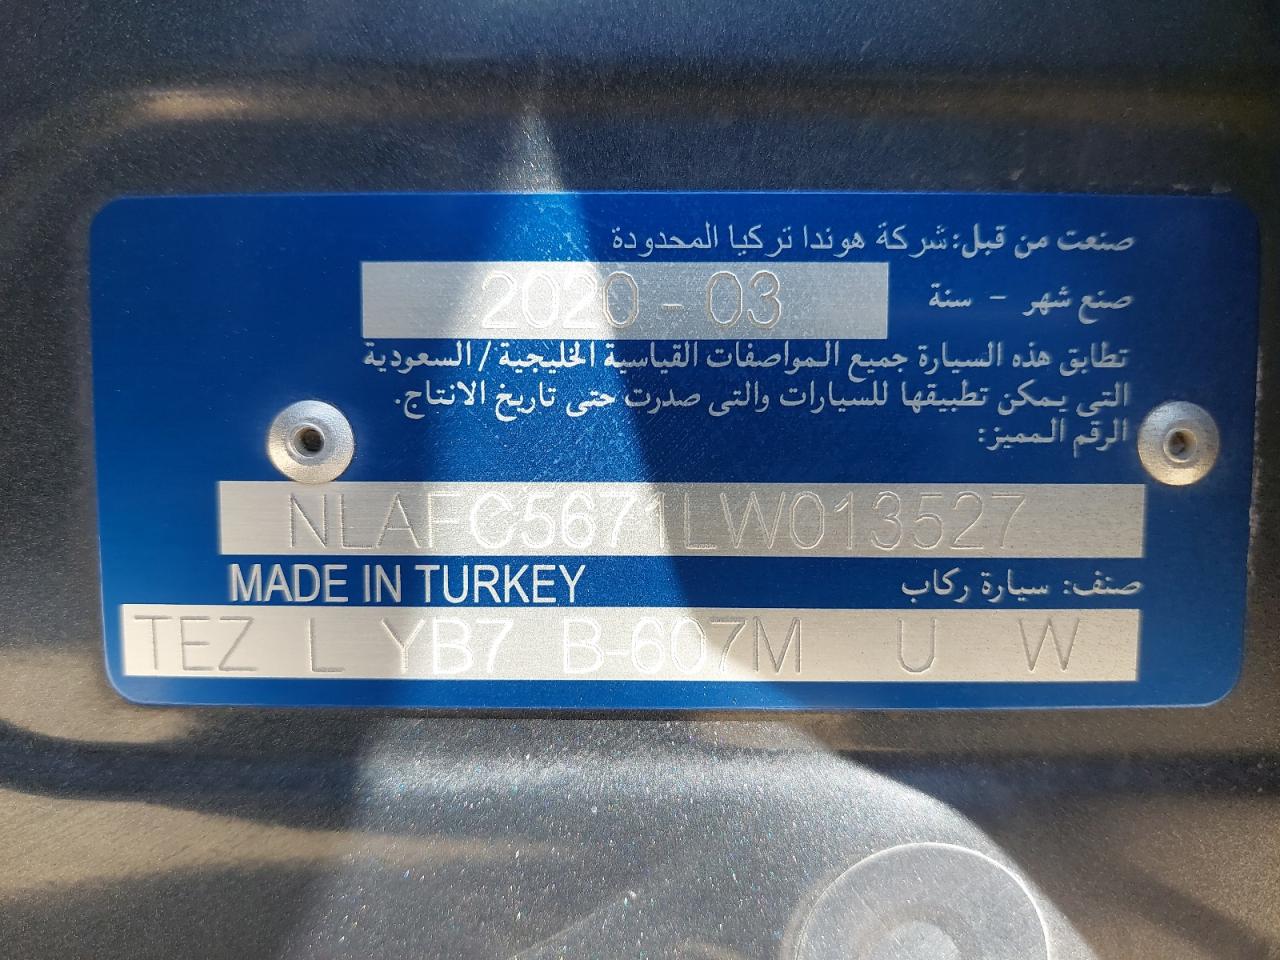 صنعت من قبل: شركة هوندا تركيا المحدودة
صنع شهر - سنة 2020 - 03
تطابق هذه السيارة جميع المواصفات القياسية الخليجية / السعودية
التى يمكن تطبيقها للسيارات والتى صدرت حتى تاريخ الانتاج.
الرقم المميز:
NLAFC5671LW013527
صنف: سيارة ركاب MADE IN TURKEY
TEZ L YB7 B-607M U W